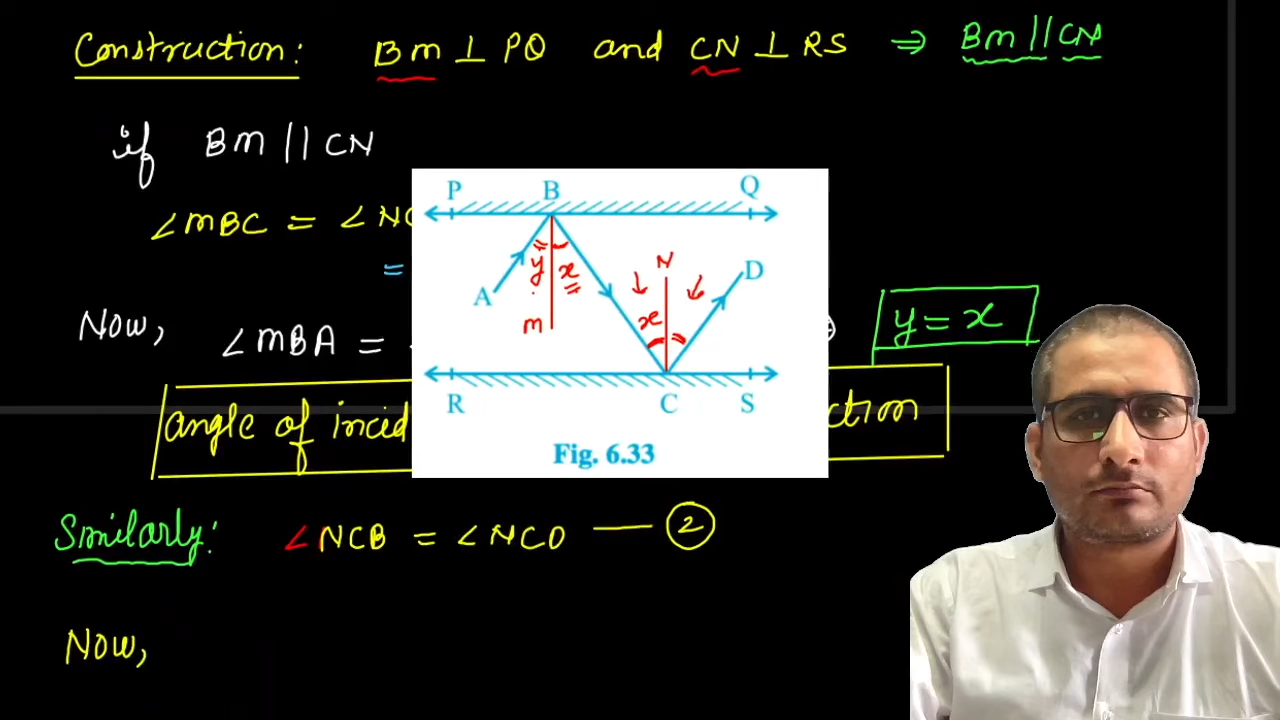 Construction: Bm ⊥ PQ and CN ⊥ RS ⇒ Bm || CN
if Bm || CN
∠mBC = ∠NC
=
Now, ∠mBA =
y = x
angle of incid
ction
Similarly: ∠NCB = ∠NCD — 2
Now,
P B Q
y x
A m
N D
x
R C S
Fig. 6.33